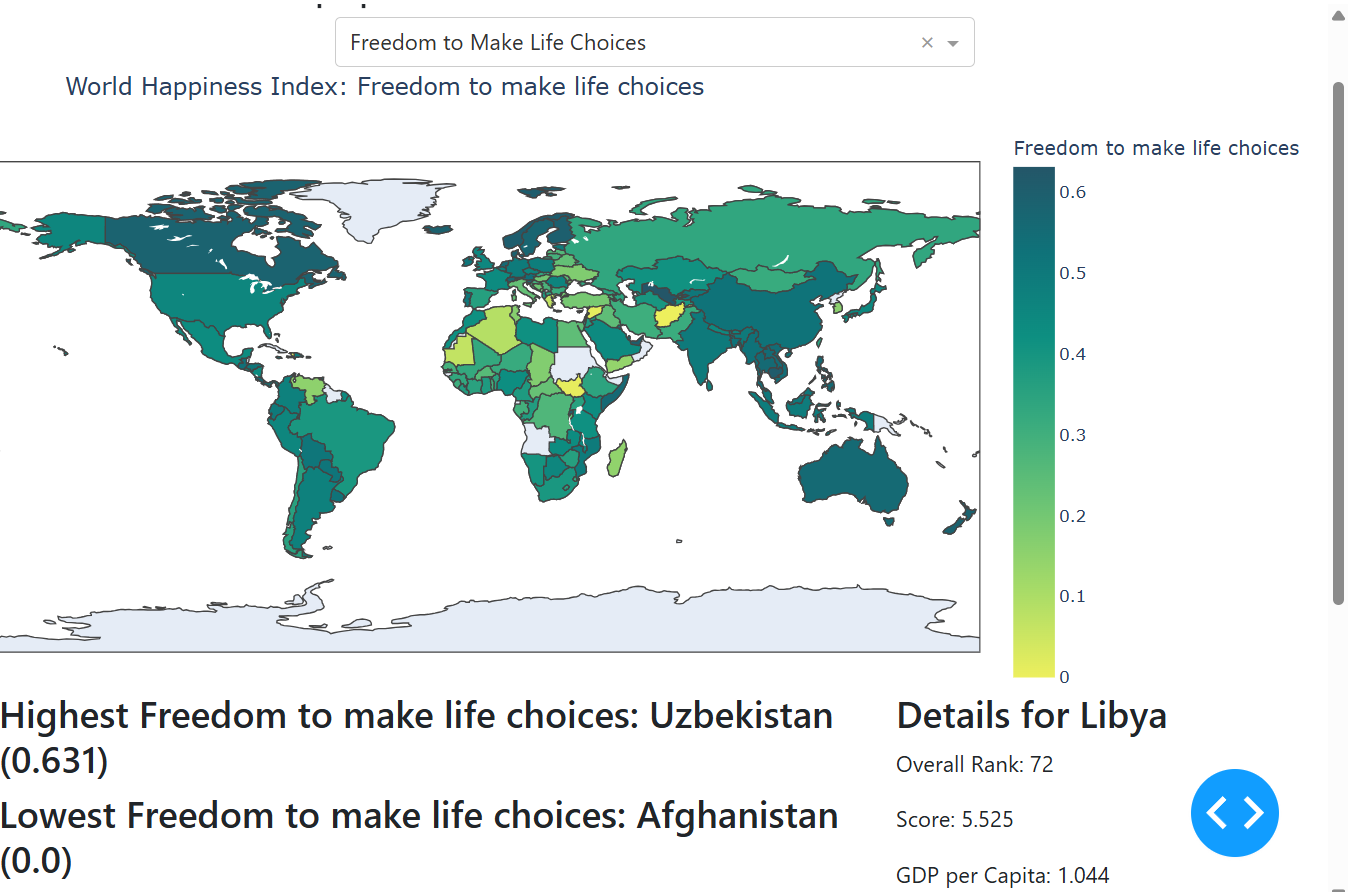 Freedom to Make Life Choices
World Happiness Index: Freedom to make life choices
Freedom to make life choices
0.6
0.5
0.4
0.3
0.2
0.1
0
Highest Freedom to make life choices: Uzbekistan
(0.631)
Lowest Freedom to make life choices: Afghanistan
(0.0)
Details for Libya
Overall Rank: 72
Score: 5.525
GDP per Capita: 1.044